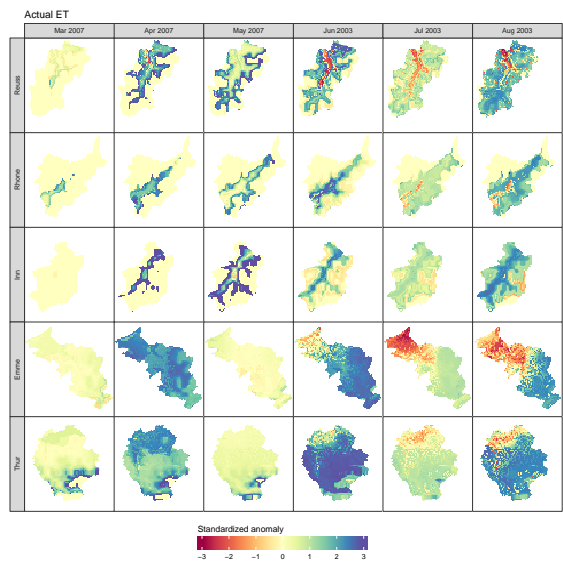 Actual ET
Mar 2007 Apr 2007 May 2007 Jun 2003 Jul 2003 Aug 2003
Reuss
Rhone
Inn
Emme
Thur
Standardized anomaly
−3 −2 −1 0 1 2 3